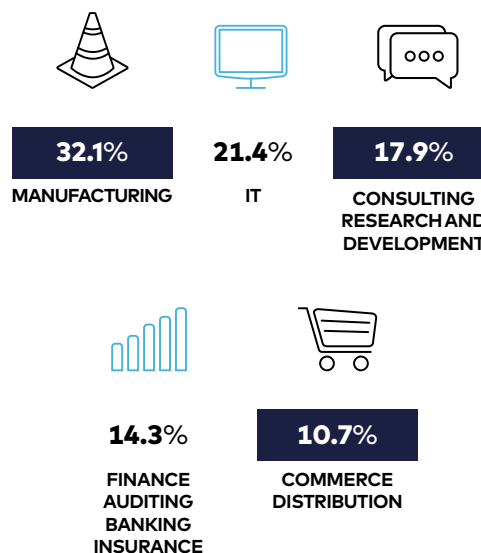 32.1%
21.4%
17.9%
MANUFACTURING
IT
CONSULTING
RESEARCH AND
DEVELOPMENT
14.3%
10.7%
FINANCE
AUDITING
BANKING
INSURANCE
COMMERCE
DISTRIBUTION